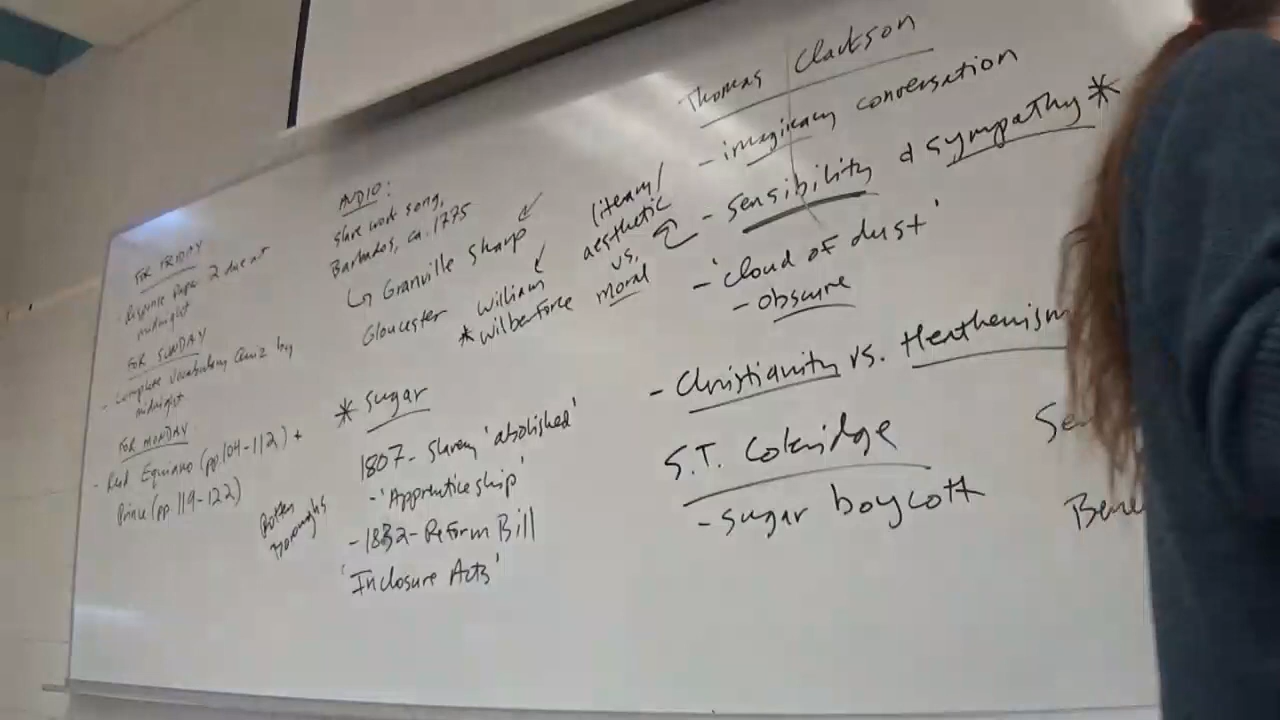 FOR FRIDAY
- Response Paper 2 due at
midnight
FOR SUNDAY
- Complete Vocabulary Quiz by
midnight
FOR MONDAY
- Read Equiano (pp. 104-112) +
Prince (pp. 119-122)
AUDIO:
slave work song,
Barbados, ca. 1775
↳ Granville Sharp
Gloucester
William
* Wilberforce
* Sugar
1807 - Slavery 'abolished'
- 'Apprenticeship'
- 1832 - Reform Bill
'Inclosure Acts'
Rotten
Boroughs
literary/
aesthetic
vs.
moral
Thomas Clarkson
- imaginary conversation
- sensibility & sympathy *
- 'cloud of dust'
- obscure
- Christianity vs. Heathenism
S.T. Coleridge
- sugar boycott